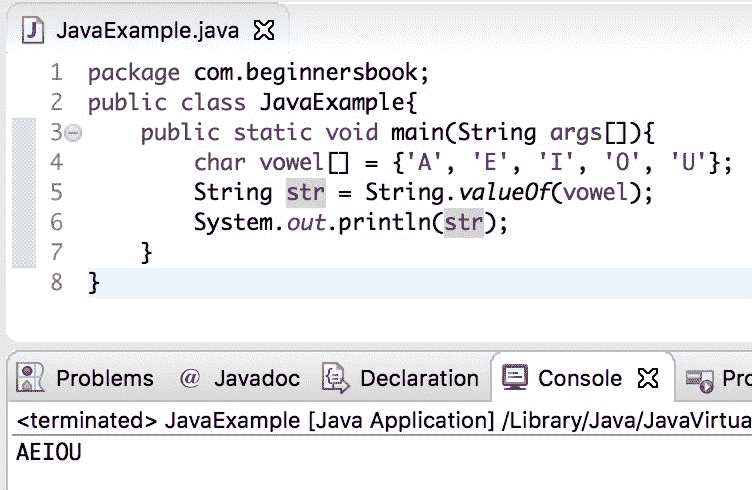 JavaExample.java
1 package com.beginnersbook;
2 public class JavaExample{
3 public static void main(String args[]){
4 char vowel[] = {'A', 'E', 'I', 'O', 'U'};
5 String str = String.valueOf(vowel);
6 System.out.println(str);
7 }
8 }
Problems @ Javadoc Declaration Console Pro
<terminated> JavaExample [Java Application] /Library/Java/JavaVirtua
AEIOU